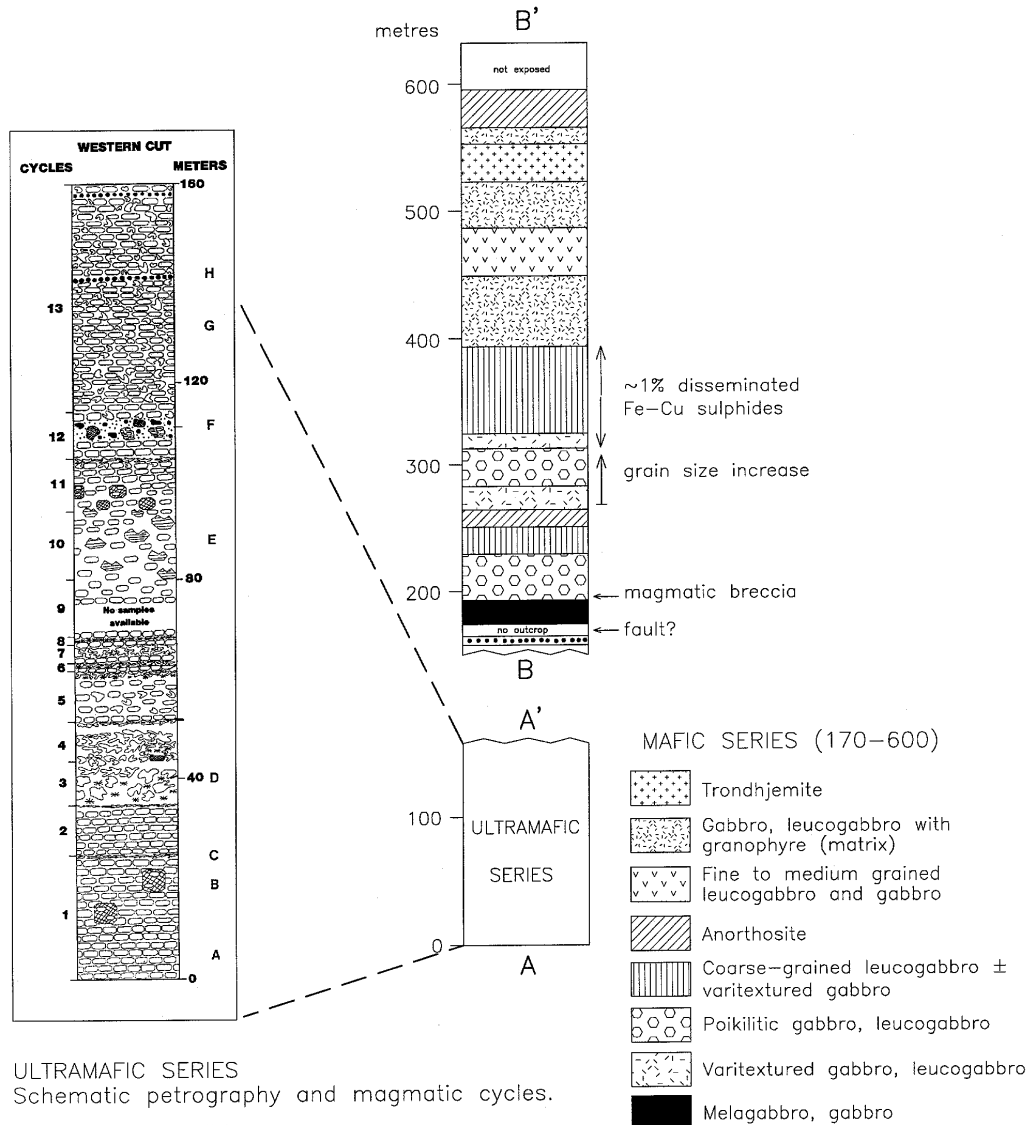 B'
metres
not exposed
600
500
400
300
200
~1% disseminated
Fe-Cu sulphides
grain size increase
magmatic breccia
no outcrop
fault?
B
WESTERN CUT
CYCLES
METERS
160
H
13
G
120
F
12
11
10
E
80
9
No samples
available
8
7
6
5
4
40
D
3
2
C
B
1
A
0
A'
100
ULTRAMAFIC
SERIES
0
A
MAFIC SERIES (170-600)
Trondhjemite
Gabbro, leucogabbro with
granophyre (matrix)
Fine to medium grained
leucogabbro and gabbro
Anorthosite
Coarse-grained leucogabbro ±
varitextured gabbro
Poikilitic gabbro, leucogabbro
Varitextured gabbro, leucogabbro
Melagabbro, gabbro
ULTRAMAFIC SERIES
Schematic petrography and magmatic cycles.